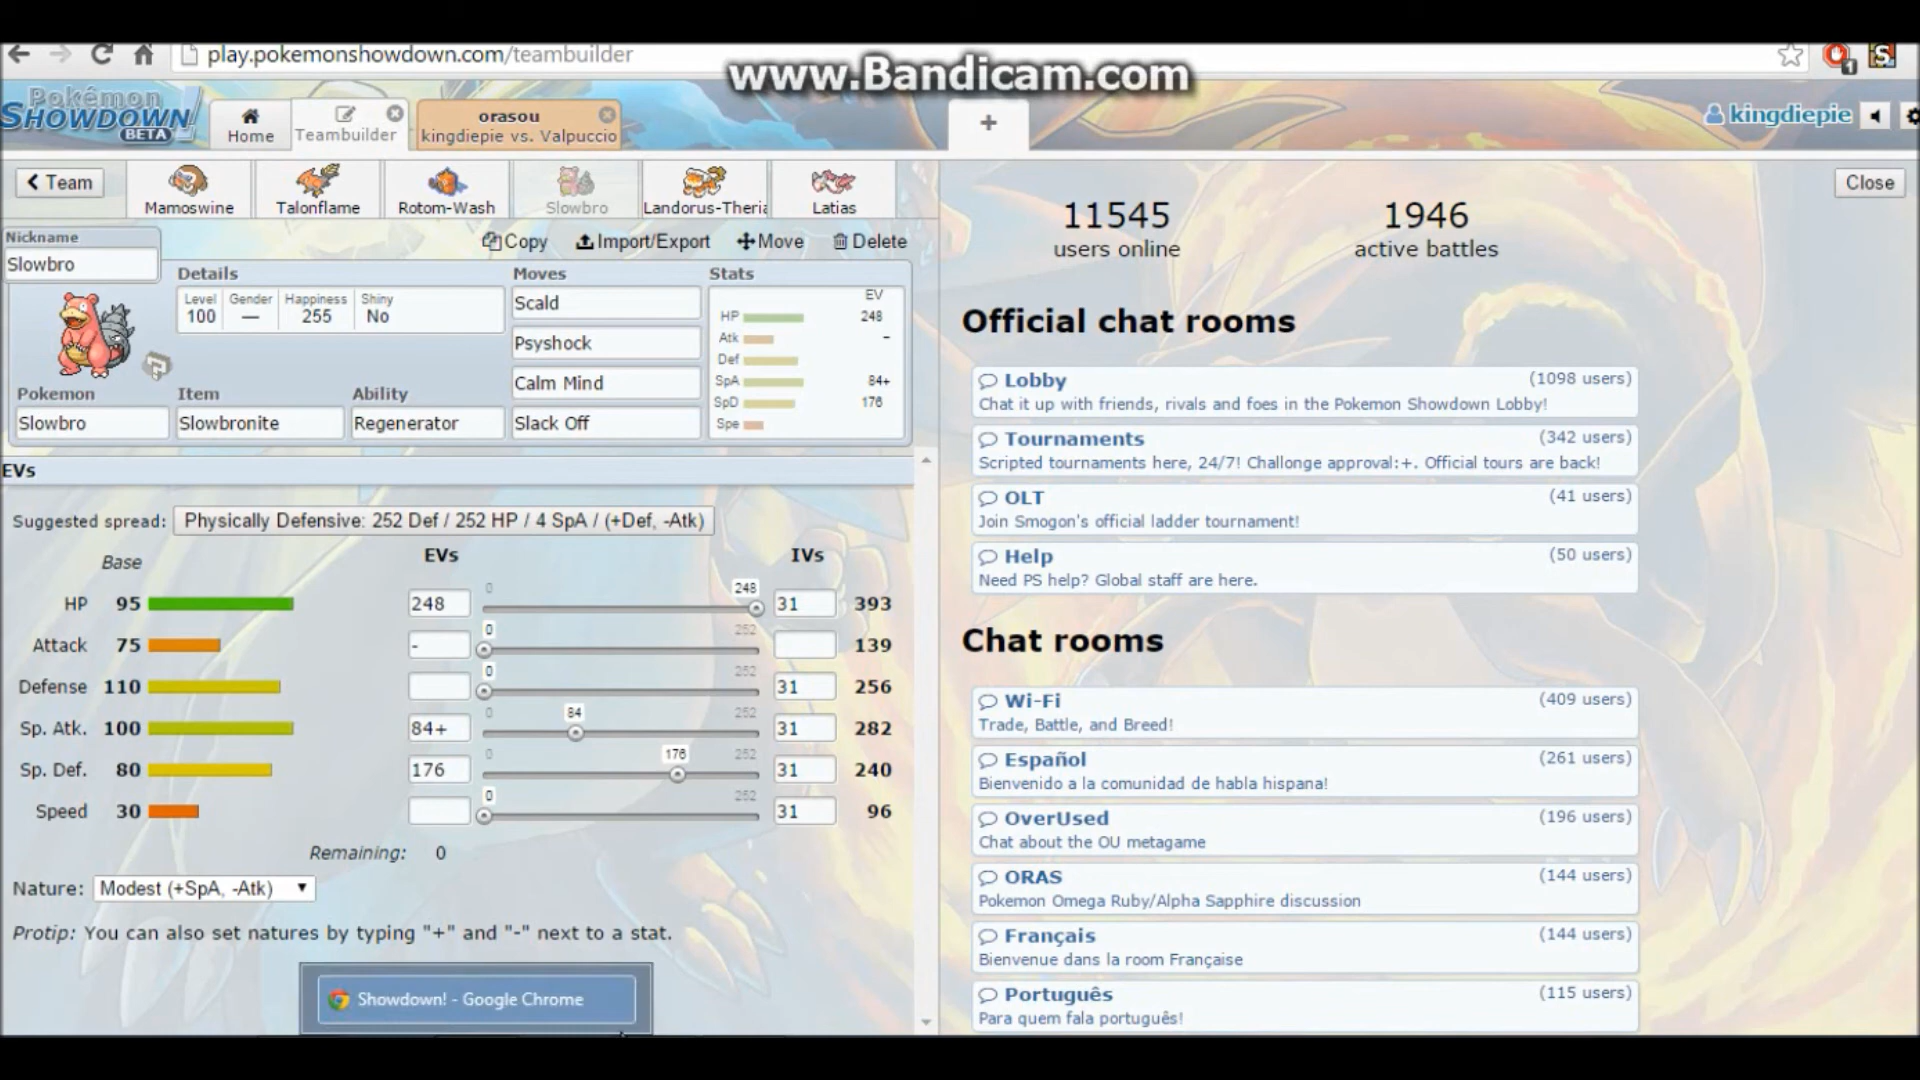 play.pokemonshowdown.com/teambuilder
www.Bandicam.com
1
Pokémon
SHOWDOWN
BETA
Home
Teambuilder
orasou
kingdiepie vs. Valpuccio
+
kingdiepie
Team
Mamoswine
Talonflame
Rotom-Wash
Slowbro
Landorus-Theria
Latias
Close
Nickname
Slowbro
Copy
Import/Export
Move
Delete
Details
Level
100
Gender
—
Happiness
255
Shiny
No
Moves
Scald
Psyshock
Calm Mind
Slack Off
Stats
EV
HP 248
Atk -
Def
SpA 84+
SpD 176
Spe
Pokemon
Slowbro
Item
Slowbronite
Ability
Regenerator
EVs
Suggested spread: Physically Defensive: 252 Def / 252 HP / 4 SpA / (+Def, -Atk)
Base EVs IVs
HP 95 248 0 248 31 393
Attack 75 - 0 252 139
Defense 110 0 252 31 256
Sp. Atk. 100 84+ 0 84 252 31 282
Sp. Def. 80 176 0 176 252 31 240
Speed 30 0 252 31 96
Remaining: 0
Nature: Modest (+SpA, -Atk)
Protip: You can also set natures by typing "+" and "-" next to a stat.
Showdown! - Google Chrome
11545
users online
1946
active battles
Official chat rooms
Lobby (1098 users)
Chat it up with friends, rivals and foes in the Pokemon Showdown Lobby!
Tournaments (342 users)
Scripted tournaments here, 24/7! Challonge approval:+. Official tours are back!
OLT (41 users)
Join Smogon's official ladder tournament!
Help (50 users)
Need PS help? Global staff are here.
Chat rooms
Wi-Fi (409 users)
Trade, Battle, and Breed!
Español (261 users)
Bienvenido a la comunidad de habla hispana!
OverUsed (196 users)
Chat about the OU metagame
ORAS (144 users)
Pokemon Omega Ruby/Alpha Sapphire discussion
Français (144 users)
Bienvenue dans la room Française
Português (115 users)
Para quem fala português!